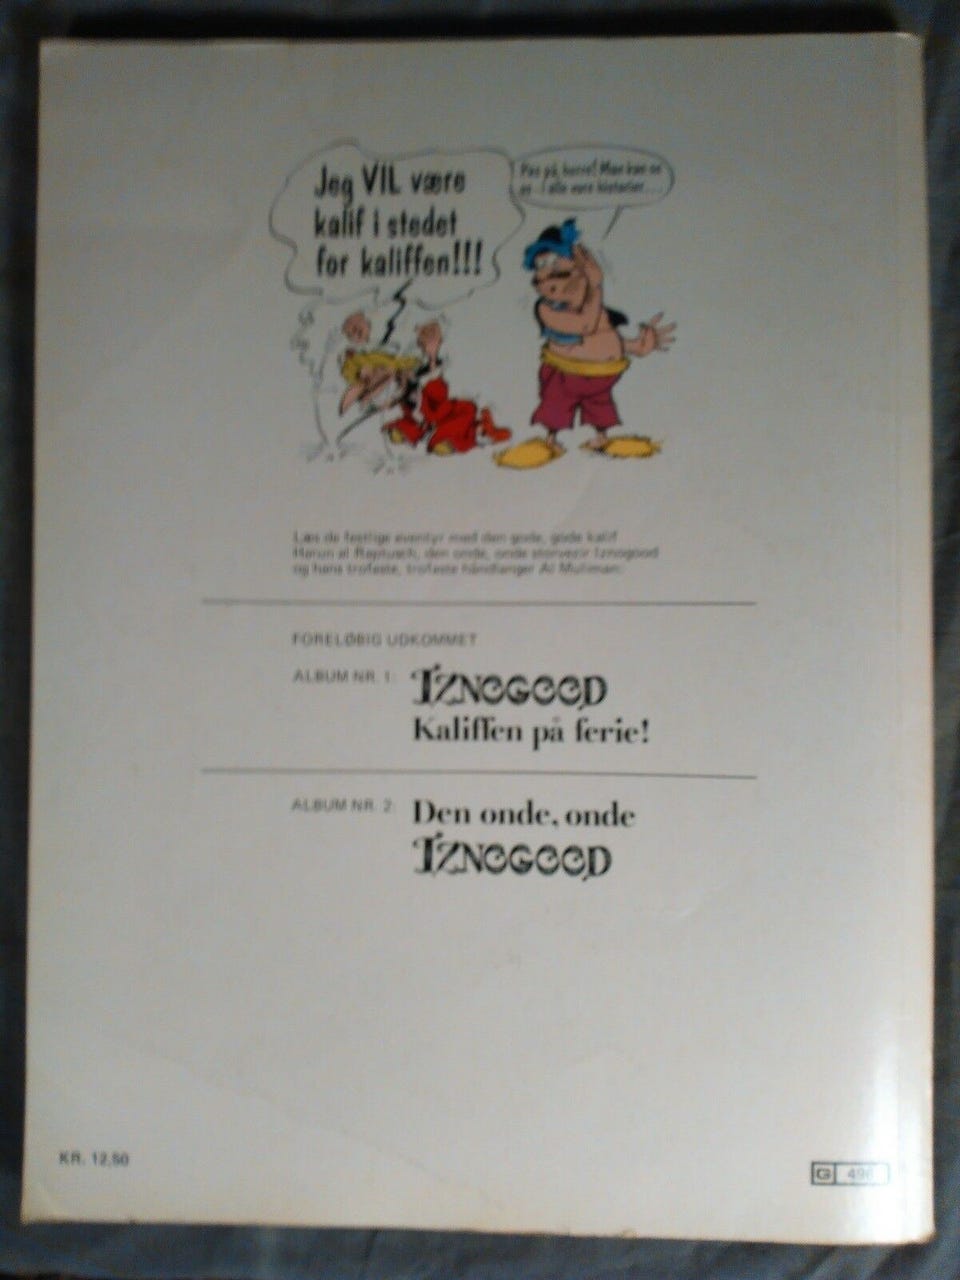 Jeg VIL være
kalif i stedet
for kaliffen!!!
Pas på, herre! Man kan se
alle vore historier....
Læs de festlige eventyr med den gode, gode kalif
Harun al Raptusch, den onde, onde storvezir Iznogood
og hans trofaste, trofaste håndlanger Al Muliman:
FORELØBIG UDKOMMET
ALBUM NR. 1: IZNOGOOD
Kaliffen på ferie!
ALBUM NR. 2: Den onde, onde
IZNOGOOD
KR. 12,50
G